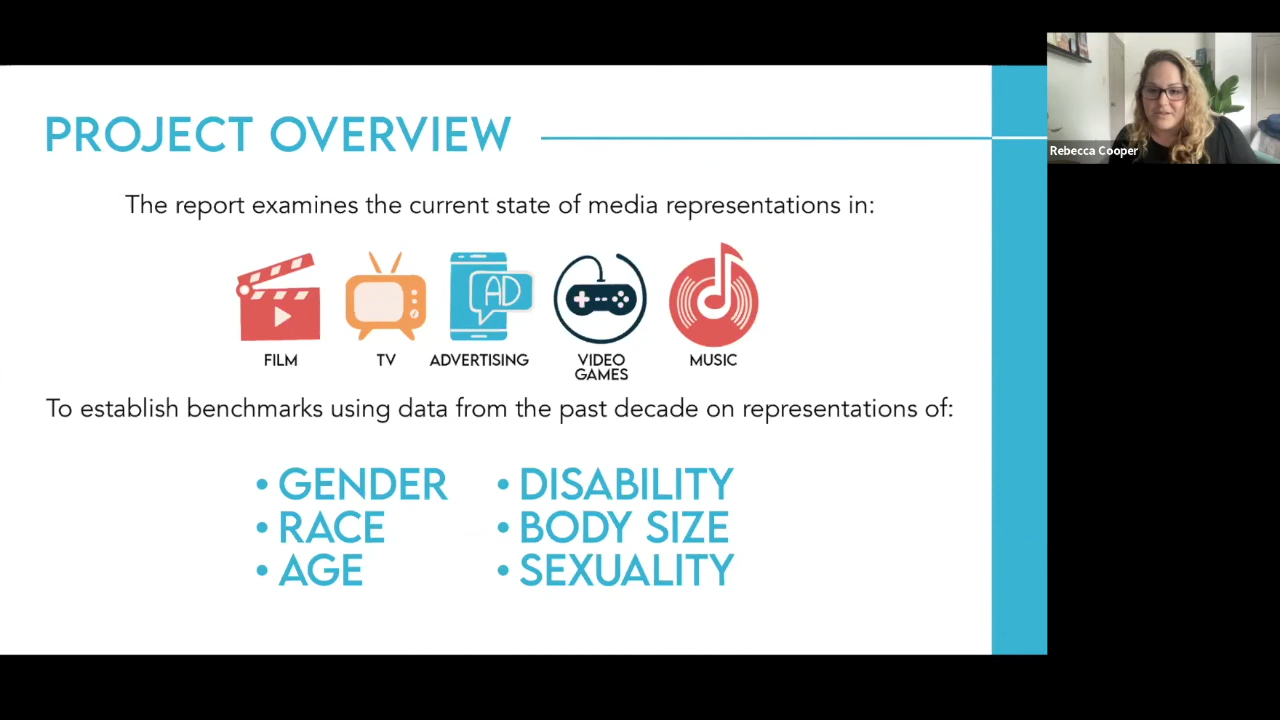 PROJECT OVERVIEW
Rebecca Cooper
The report examines the current state of media representations in:
AD
FILM
TV
ADVERTISING
VIDEO
GAMES
MUSIC
To establish benchmarks using data from the past decade on representations of:
• GENDER
• RACE
• AGE
• DISABILITY
• BODY SIZE
• SEXUALITY